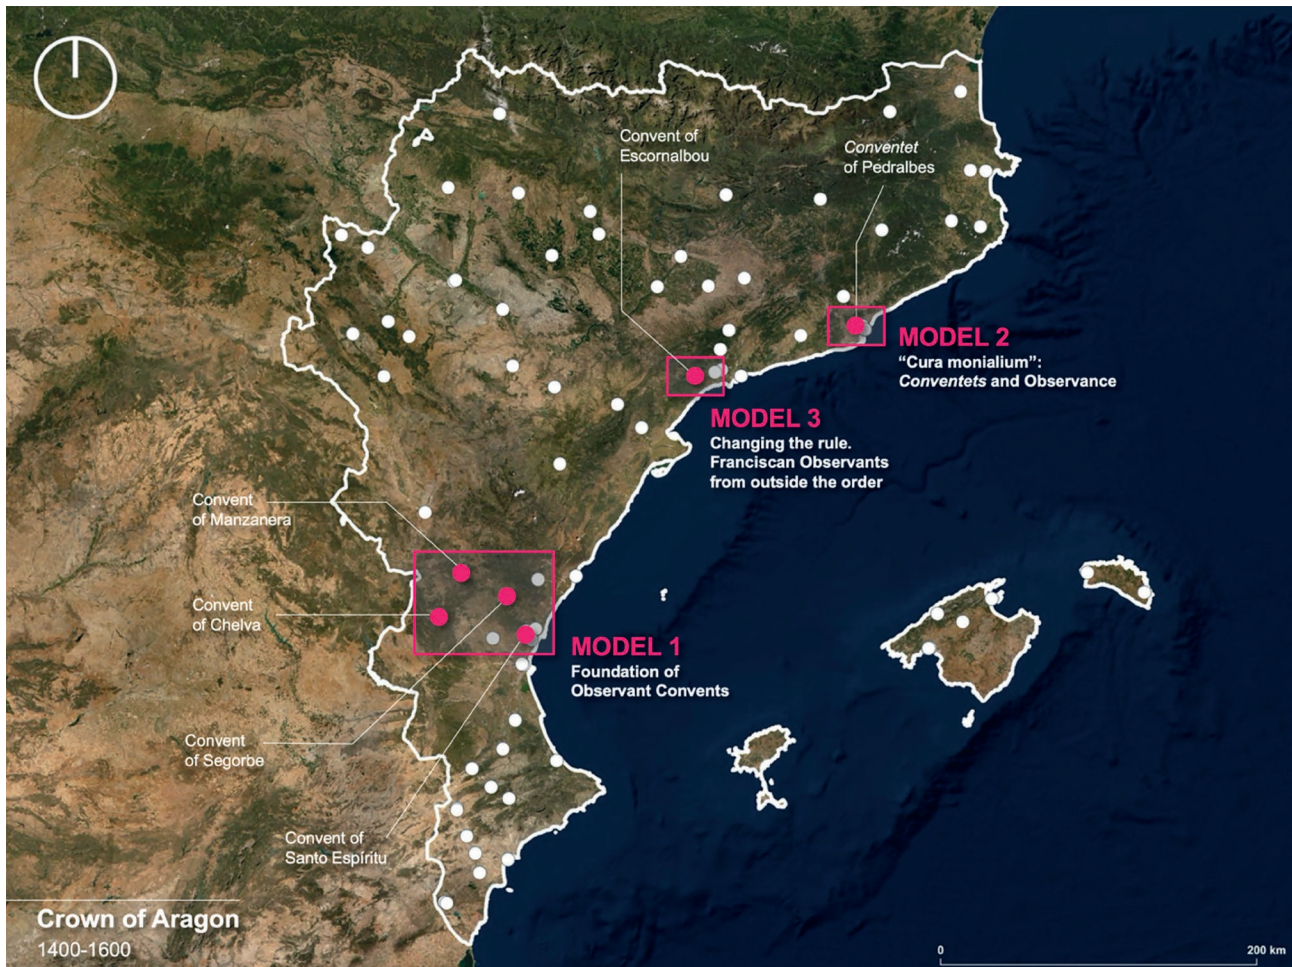 Convent of
Escornalbou
Conventet
of Pedralbes
MODEL 2
“Cura monialium”:
Conventets and Observance
MODEL 3
Changing the rule.
Franciscan Observants
from outside the order
Convent
of Manzanera
Convent
of Chelva
MODEL 1
Foundation of
Observant Convents
Convent
of Segorbe
Convent of
Santo Espíritu
Crown of Aragon
1400-1600
0
200 km